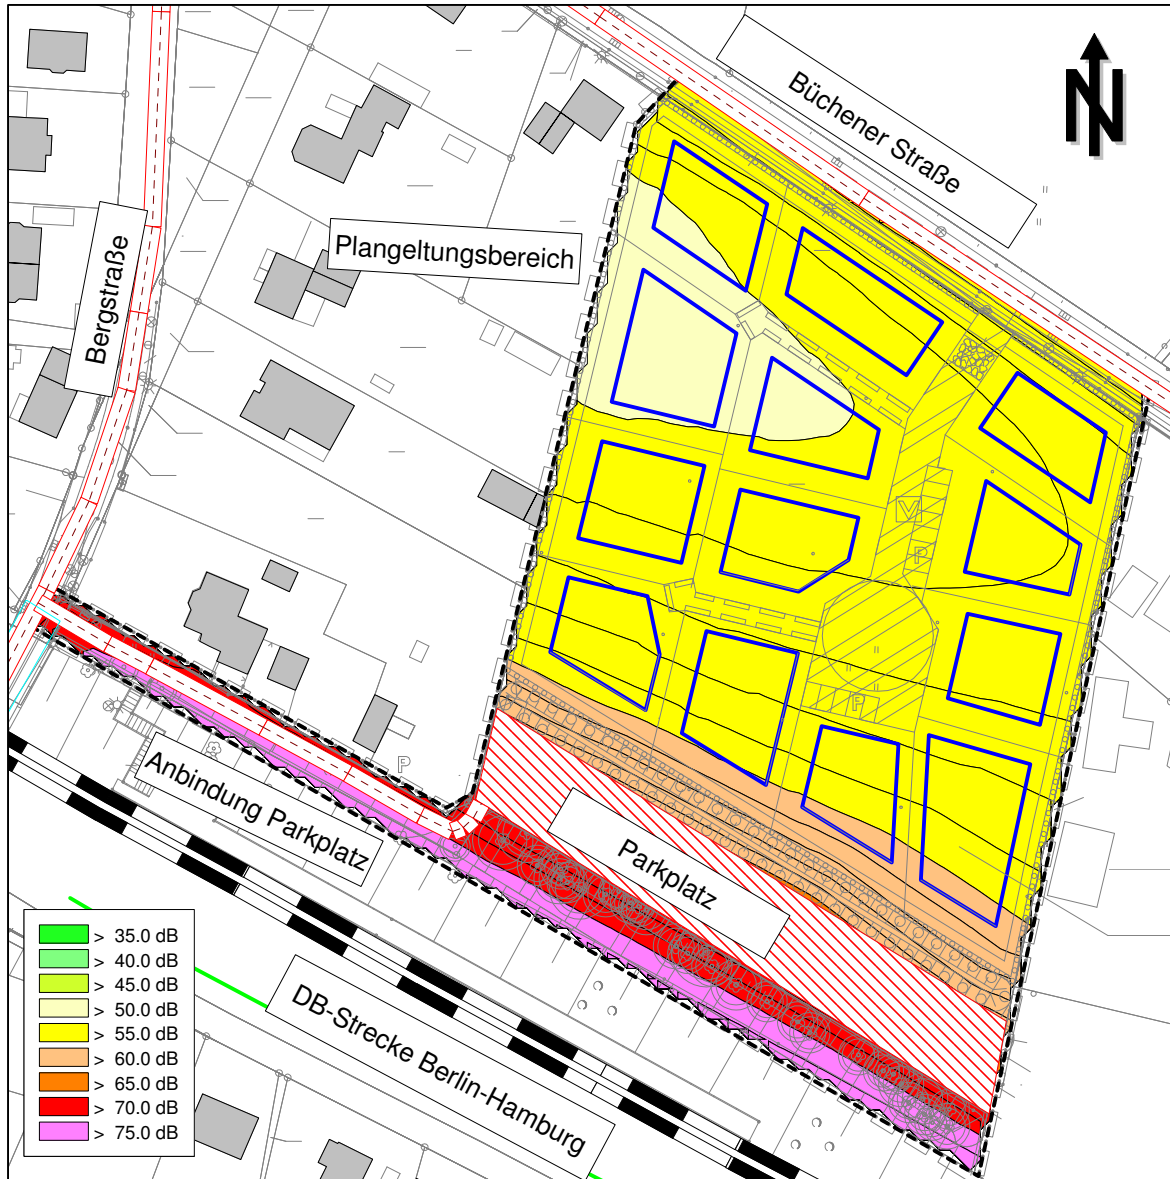 Büchener Straße
N
Plangeltungsbereich
Bergstraße
V
P
P
P
Anbindung Parkplatz
Parkplatz
DB-Strecke Berlin-Hamburg
> 35.0 dB
> 40.0 dB
> 45.0 dB
> 50.0 dB
> 55.0 dB
> 60.0 dB
> 65.0 dB
> 70.0 dB
> 75.0 dB